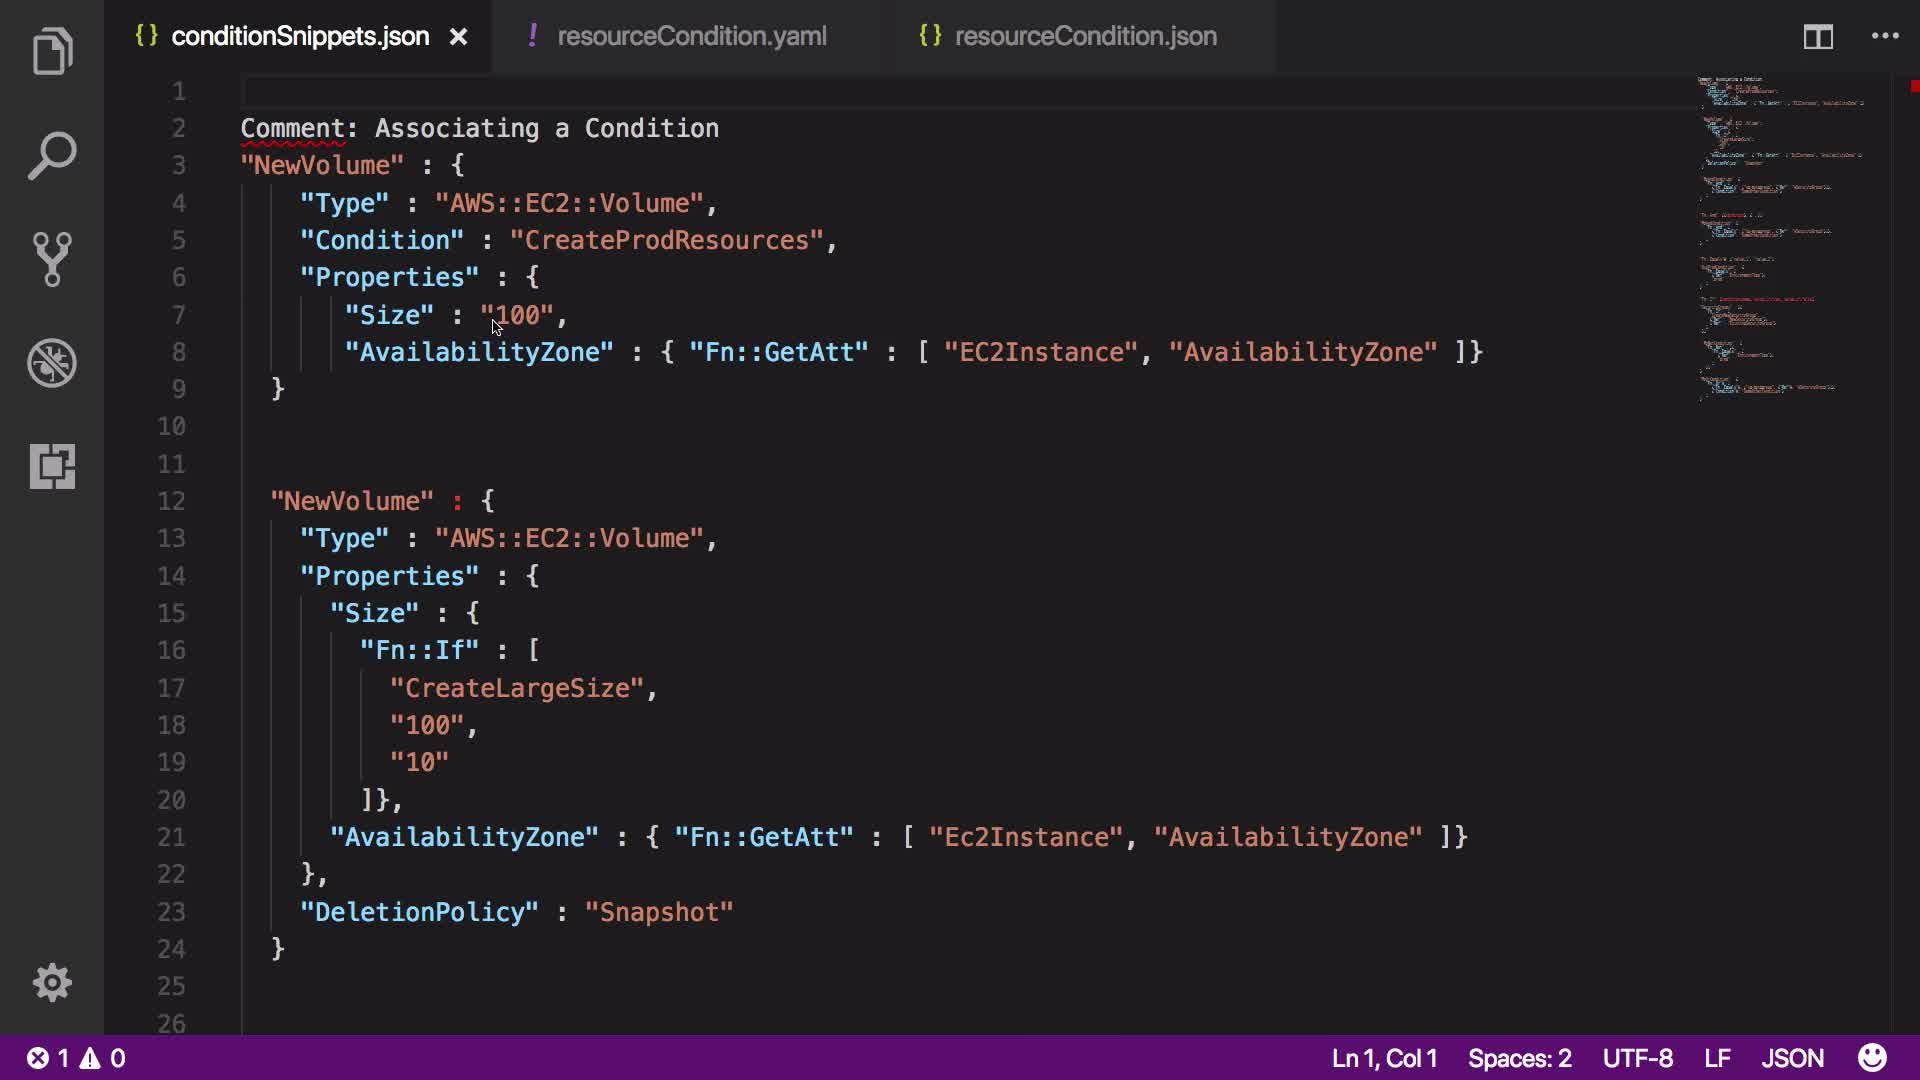 conditionSnippets.json
resourceCondition.yaml
resourceCondition.json
1
2 Comment: Associating a Condition
3 "NewVolume" : {
4 "Type" : "AWS::EC2::Volume",
5 "Condition" : "CreateProdResources",
6 "Properties" : {
7 "Size" : "100",
8 "AvailabilityZone" : { "Fn::GetAtt" : [ "EC2Instance", "AvailabilityZone" ]}
9 }
10
11
12 "NewVolume" : {
13 "Type" : "AWS::EC2::Volume",
14 "Properties" : {
15 "Size" : {
16 "Fn::If" : [
17 "CreateLargeSize",
18 "100",
19 "10"
20 ]},
21 "AvailabilityZone" : { "Fn::GetAtt" : [ "Ec2Instance", "AvailabilityZone" ]}
22 },
23 "DeletionPolicy" : "Snapshot"
24 }
25
26
1 0 Ln 1, Col 1 Spaces: 2 UTF-8 LF JSON